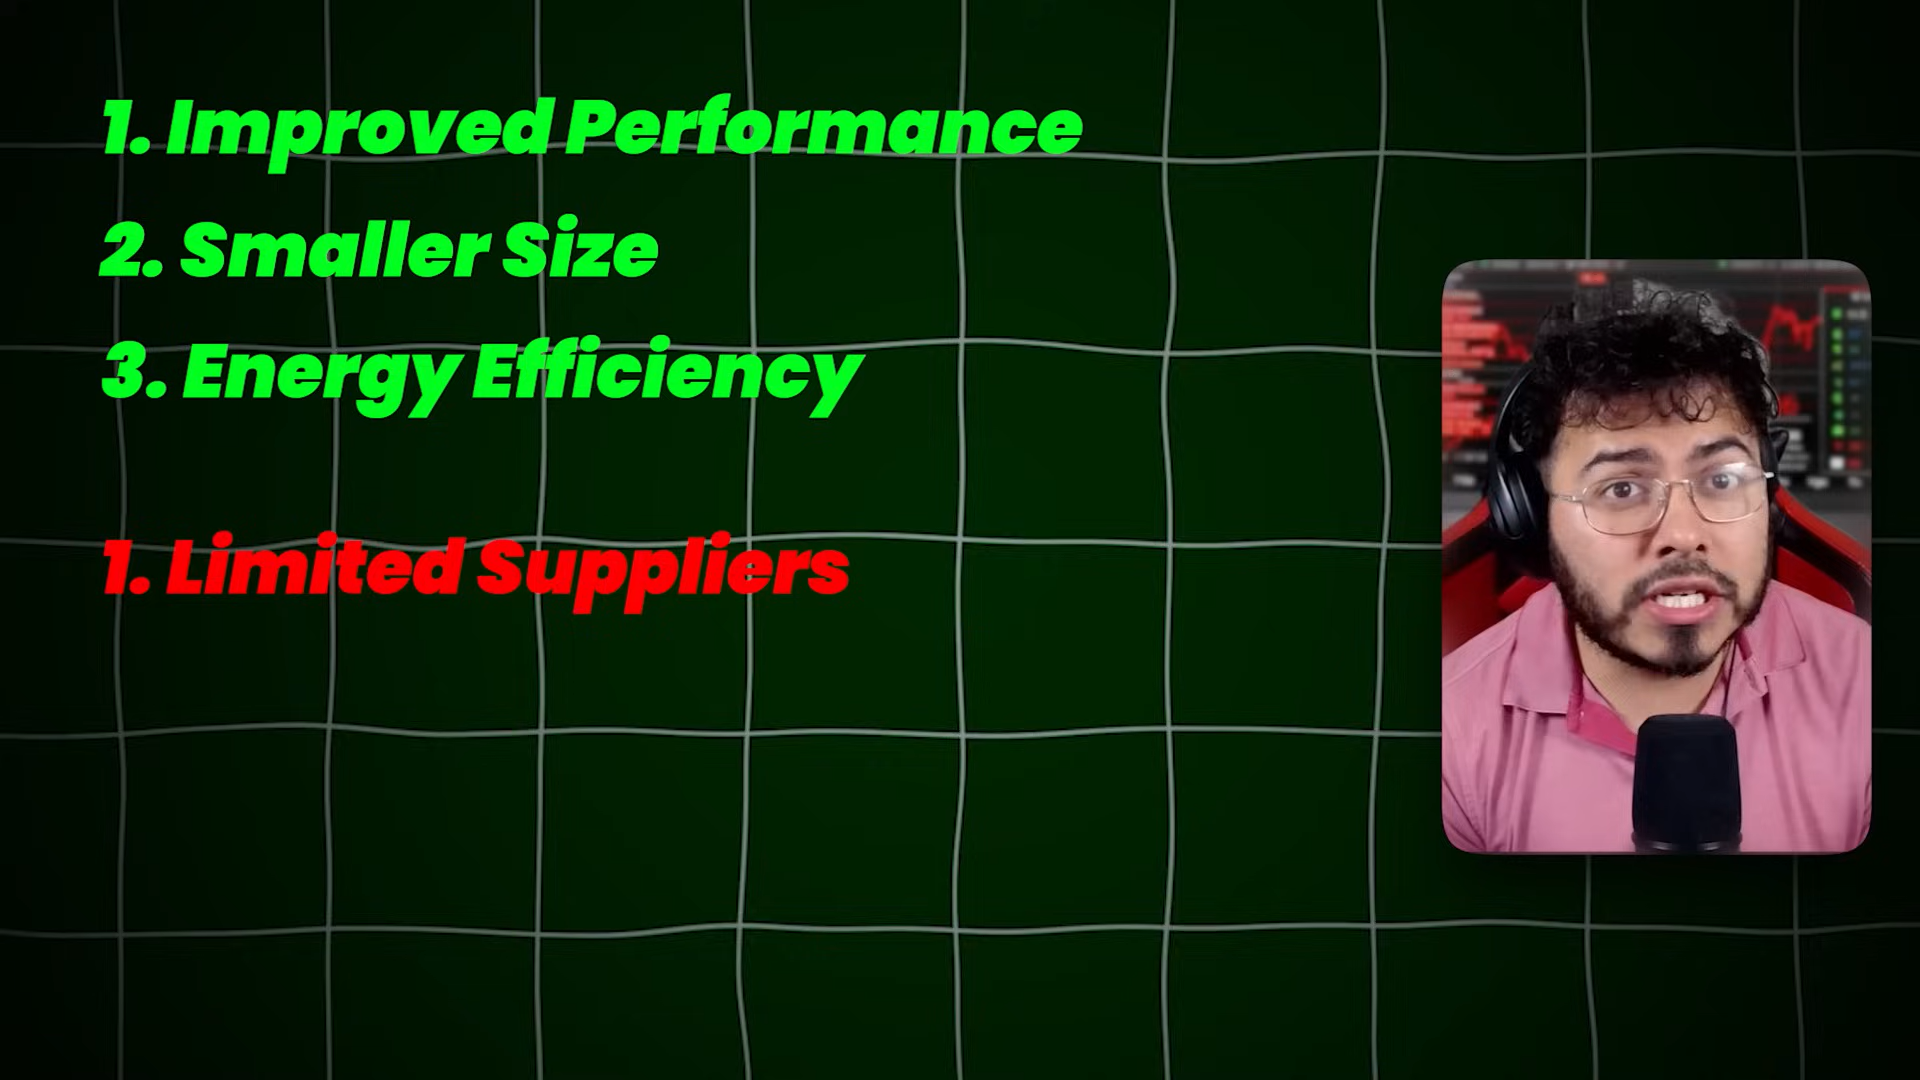 1. Improved Performance
2. Smaller Size
3. Energy Efficiency
1. Limited Suppliers